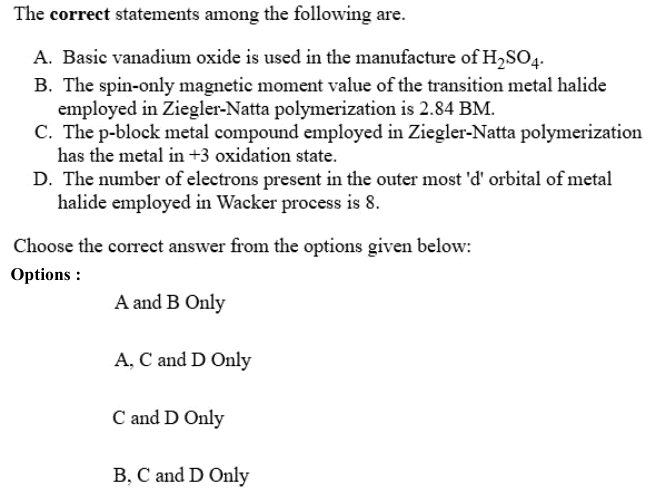 The correct statements among the following are.
A. Basic vanadium oxide is used in the manufacture of H₂SO₄.
B. The spin-only magnetic moment value of the transition metal halide
employed in Ziegler-Natta polymerization is 2.84 BM.
C. The p-block metal compound employed in Ziegler-Natta polymerization
has the metal in +3 oxidation state.
D. The number of electrons present in the outer most 'd' orbital of metal
halide employed in Wacker process is 8.
Choose the correct answer from the options given below:
Options :
A and B Only
A, C and D Only
C and D Only
B, C and D Only